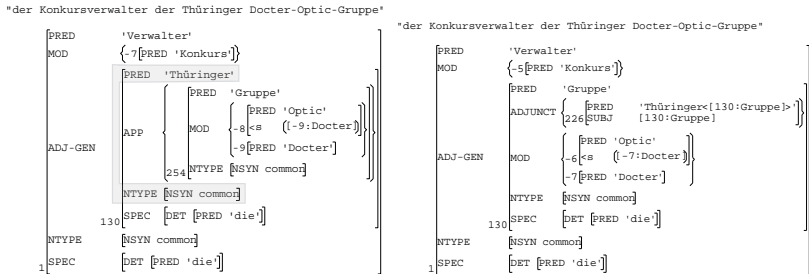 "der Konkursverwalter der Thüringer Docter-Optic-Gruppe"
PRED 'Verwalter'
MOD {-7[PRED 'Konkurs']}
PRED 'Thüringer'
PRED 'Gruppe'
PRED 'Optic'
APP MOD -8 <s ([-9:Docter])
-9[PRED 'Docter']
ADJ-GEN
254 NTYPE [NSYN common]
NTYPE [NSYN common]
130 SPEC [DET [PRED 'die']]
NTYPE [NSYN common]
1 SPEC [DET [PRED 'die']]
"der Konkursverwalter der Thüringer Docter-Optic-Gruppe"
PRED 'Verwalter'
MOD {-5[PRED 'Konkurs']}
PRED 'Gruppe'
ADJUNCT PRED 'Thüringer<[130:Gruppe]>'
226 SUBJ [130:Gruppe]
PRED 'Optic'
ADJ-GEN MOD -6 <s ([-7:Docter])
-7[PRED 'Docter']
NTYPE [NSYN common]
130 SPEC [DET [PRED 'die']]
NTYPE [NSYN common]
1 SPEC [DET [PRED 'die']]